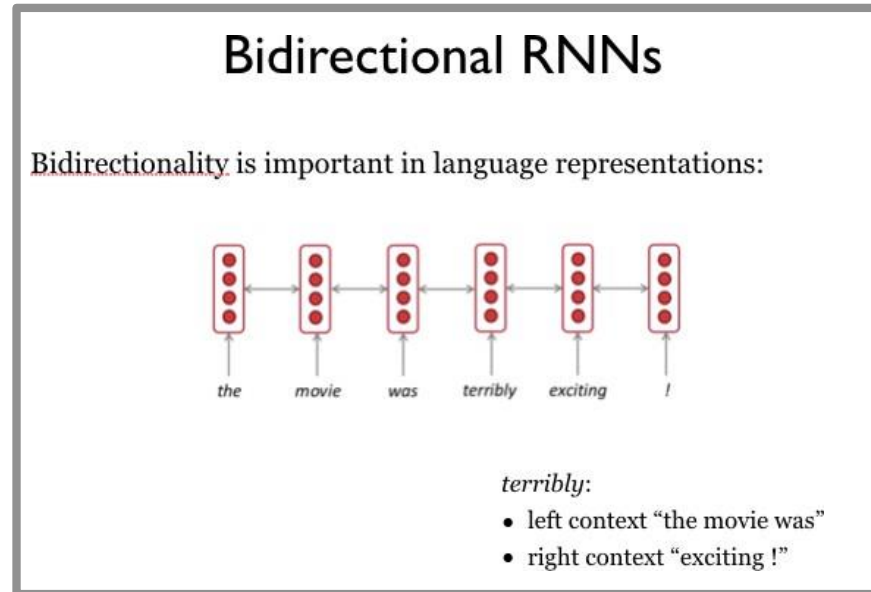 Bidirectional RNNs
Bidirectionality is important in language representations:
the movie was terribly exciting !
terribly:
• left context “the movie was”
• right context “exciting !”